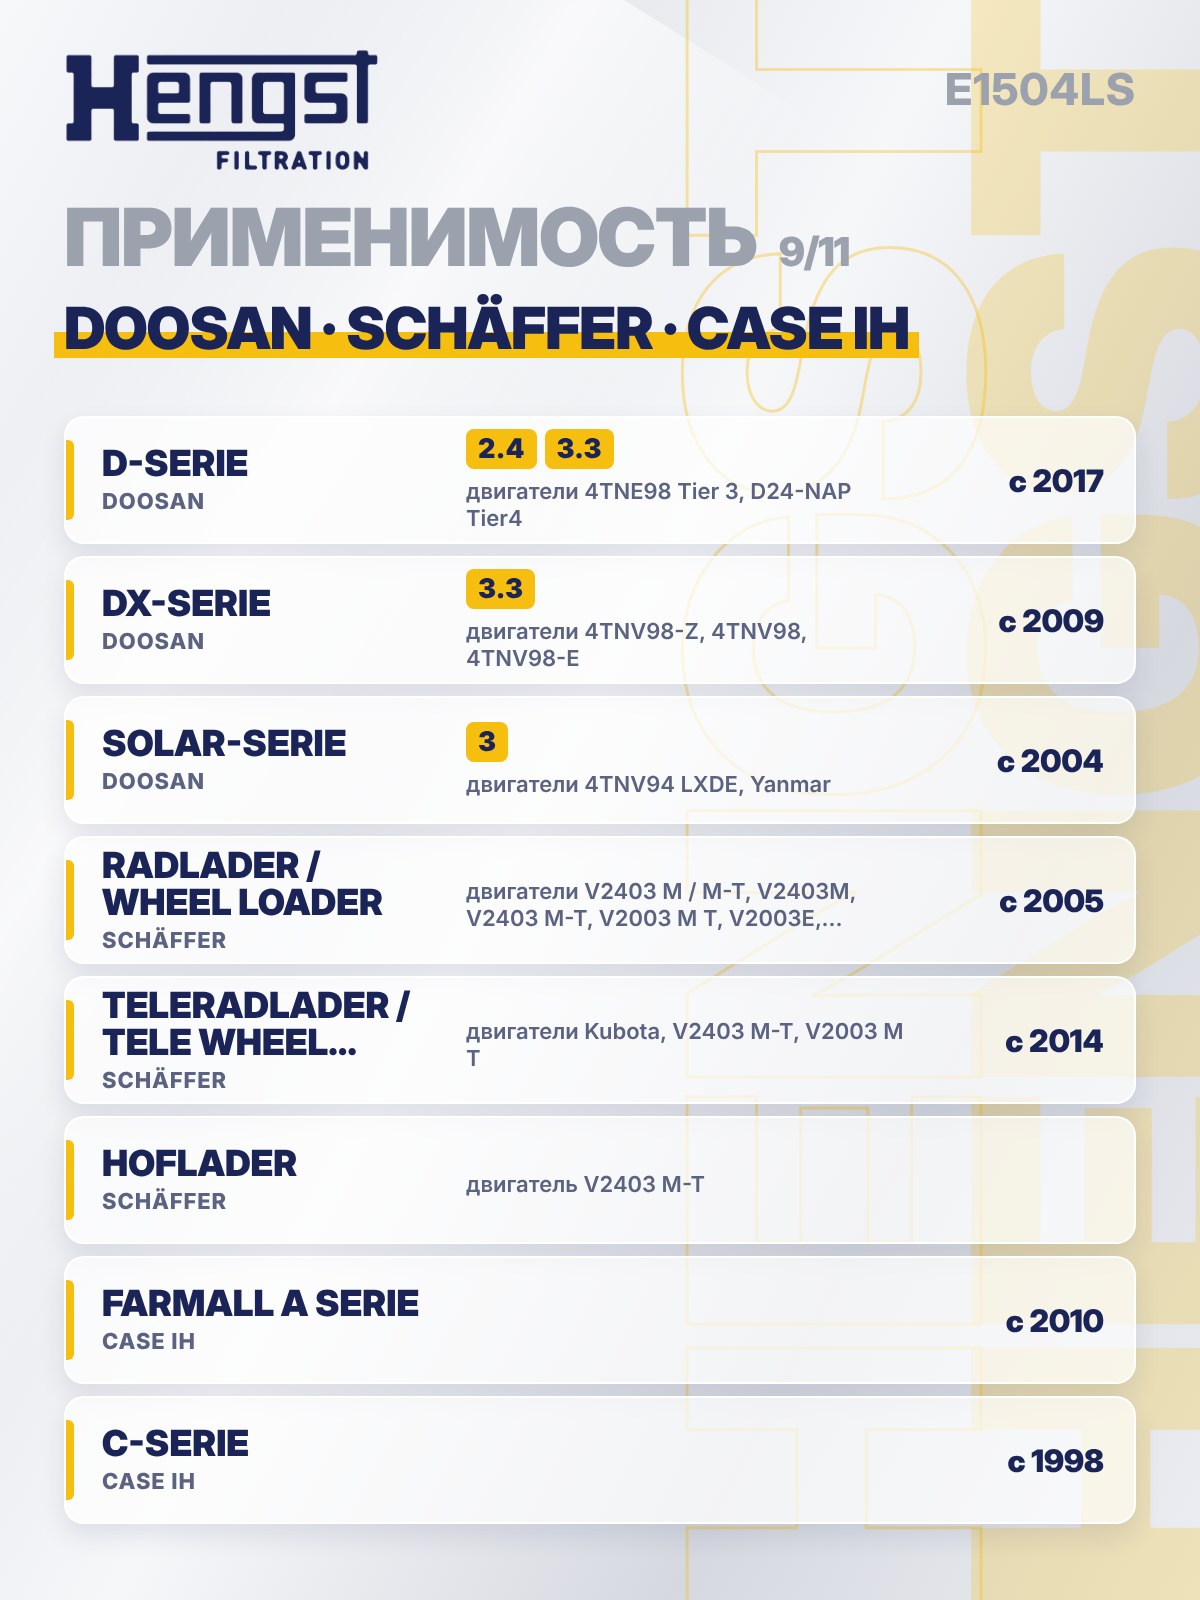 Hengst
FILTRATION
E1504LS
ПРИМЕНИМОСТЬ 9/11
DOOSAN · SCHÄFFER · CASE IH
D-SERIE
DOOSAN
2.4 3.3
двигатели 4TNE98 Tier 3, D24-NAP
Tier4
с 2017
DX-SERIE
DOOSAN
3.3
двигатели 4TNV98-Z, 4TNV98,
4TNV98-E
с 2009
SOLAR-SERIE
DOOSAN
3
двигатели 4TNV94 LXDE, Yanmar
с 2004
RADLADER /
WHEEL LOADER
SCHÄFFER
двигатели V2403 M / M-T, V2403M,
V2403 M-T, V2003 M T, V2003E,...
с 2005
TELERADLADER /
TELE WHEEL...
SCHÄFFER
двигатели Kubota, V2403 M-T, V2003 M
T
с 2014
HOFLADER
SCHÄFFER
двигатель V2403 M-T
FARMALL A SERIE
CASE IH
с 2010
C-SERIE
CASE IH
с 1998
HENGST
HENGST